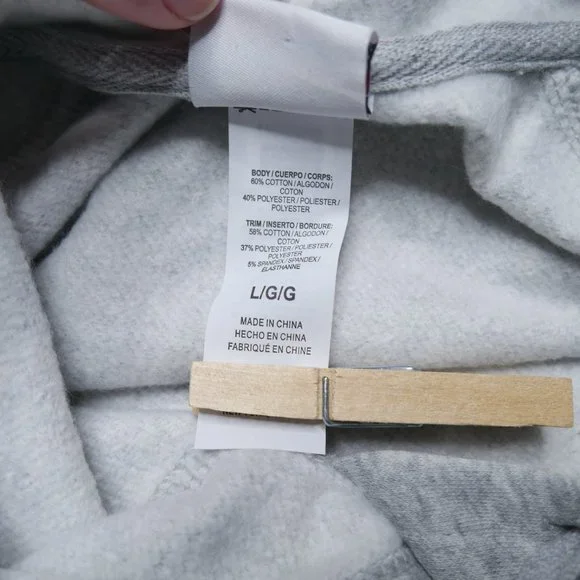 BODY / CUERPO / CORPS:
60% COTTON / ALGODON /
COTON
40% POLYESTER / POLIESTER /
POLYESTER
TRIM / INSERTO / BORDURE:
58% COTTON / ALGODON /
COTON
37% POLYESTER / POLIESTER /
POLYESTER
5% SPANDEX / SPANDEX /
ÉLASTHANNE
L/G/G
MADE IN CHINA
HECHO EN CHINA
FABRIQUÉ EN CHINE